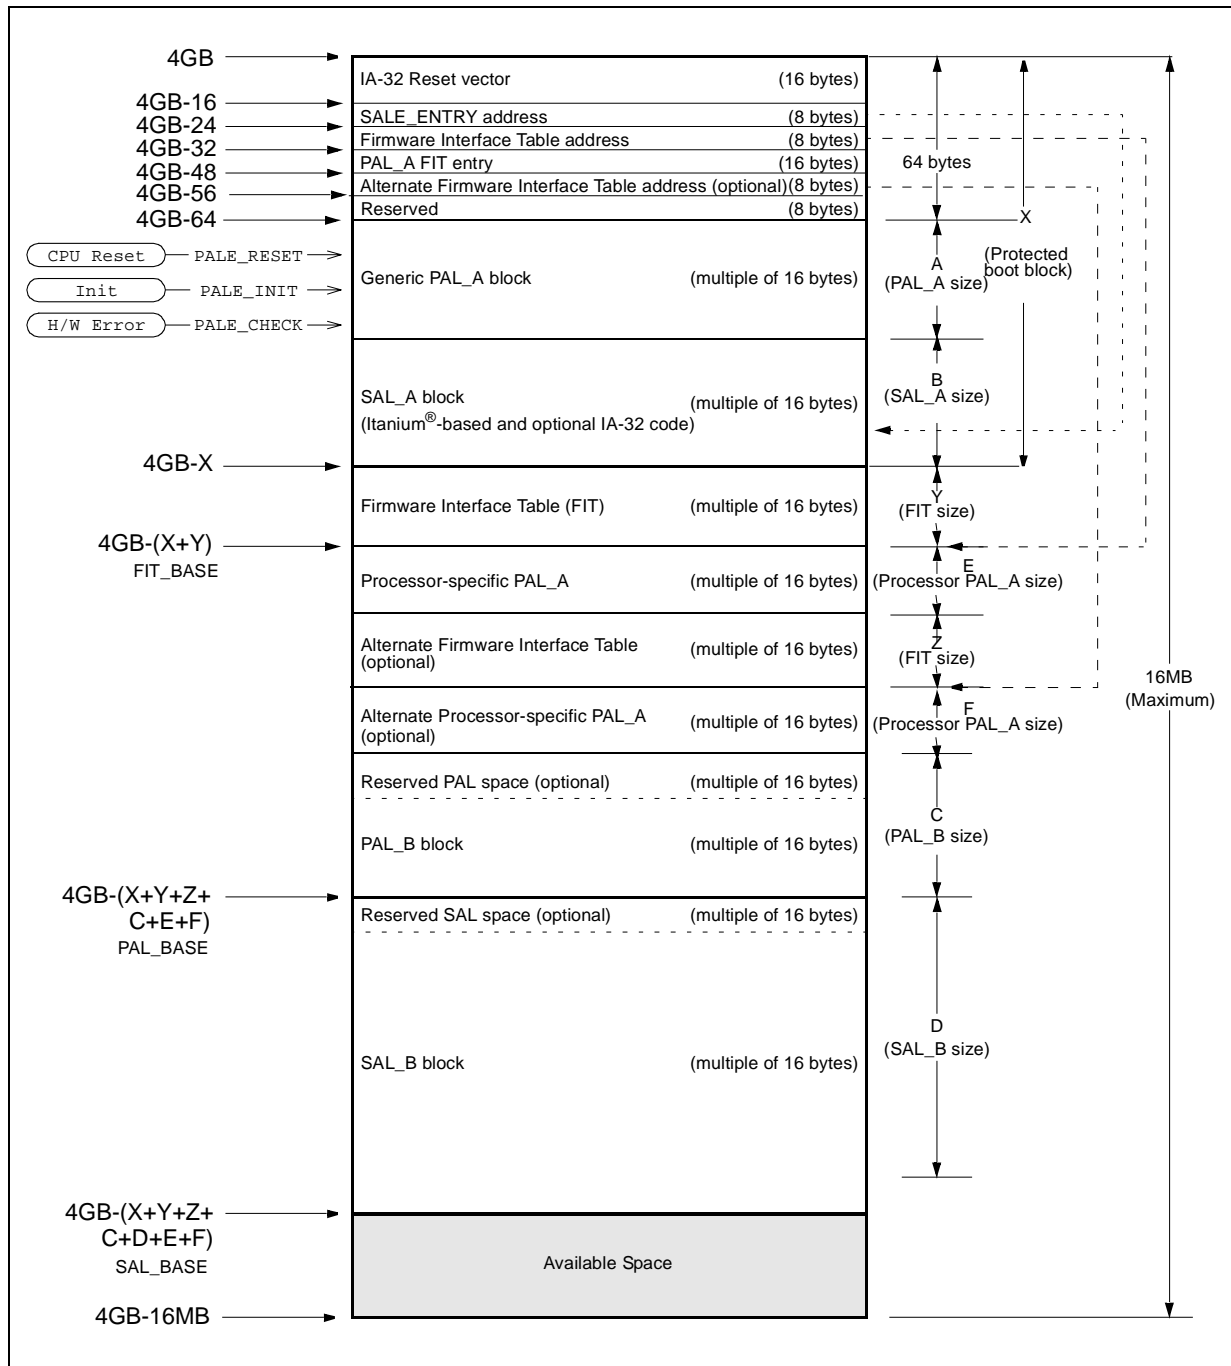 4GB
IA-32 Reset vector (16 bytes)
4GB-16
SALE_ENTRY address (8 bytes)
4GB-24
Firmware Interface Table address (8 bytes)
4GB-32
PAL_A FIT entry (16 bytes)
64 bytes
4GB-48
Alternate Firmware Interface Table address (optional)(8 bytes)
4GB-56
Reserved (8 bytes)
4GB-64
X
(Protected
boot block)
CPU Reset PALE_RESET
Init PALE_INIT
H/W Error PALE_CHECK
Generic PAL_A block (multiple of 16 bytes)
A
(PAL_A size)
SAL_A block (multiple of 16 bytes)
(Itanium®-based and optional IA-32 code)
B
(SAL_A size)
4GB-X
Firmware Interface Table (FIT) (multiple of 16 bytes)
Y
(FIT size)
4GB-(X+Y)
FIT_BASE
Processor-specific PAL_A (multiple of 16 bytes)
E
(Processor PAL_A size)
Alternate Firmware Interface Table (multiple of 16 bytes)
(optional)
Z
(FIT size)
16MB
(Maximum)
Alternate Processor-specific PAL_A (multiple of 16 bytes)
(optional)
F
(Processor PAL_A size)
Reserved PAL space (optional) (multiple of 16 bytes)
PAL_B block (multiple of 16 bytes)
C
(PAL_B size)
4GB-(X+Y+Z+
C+E+F)
PAL_BASE
Reserved SAL space (optional) (multiple of 16 bytes)
SAL_B block (multiple of 16 bytes)
D
(SAL_B size)
4GB-(X+Y+Z+
C+D+E+F)
SAL_BASE
Available Space
4GB-16MB